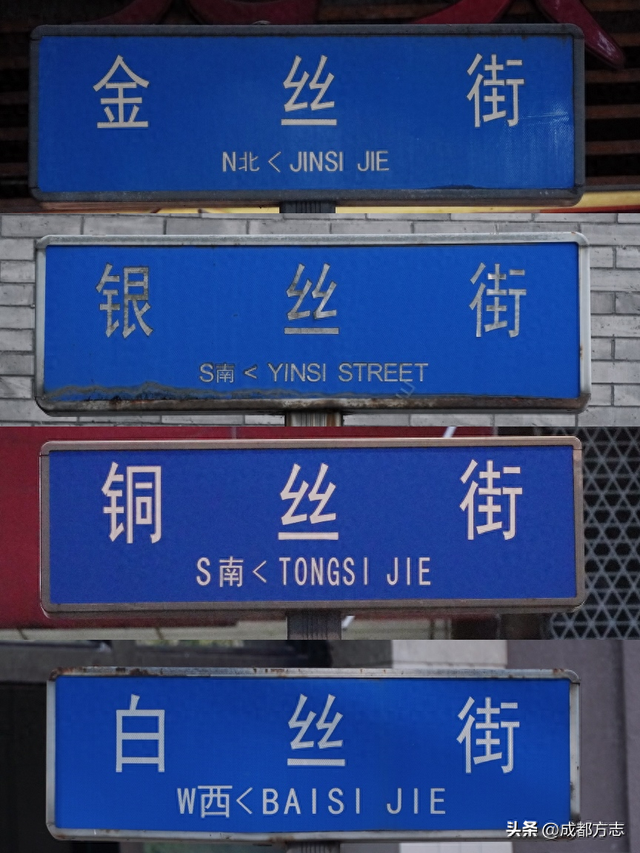 金丝街
N北<JINSI JIE
银丝街
S南<YINSI STREET
铜丝街
S南<TONGSI JIE
白丝街
W西<BAISI JIE
头条 @成都方志